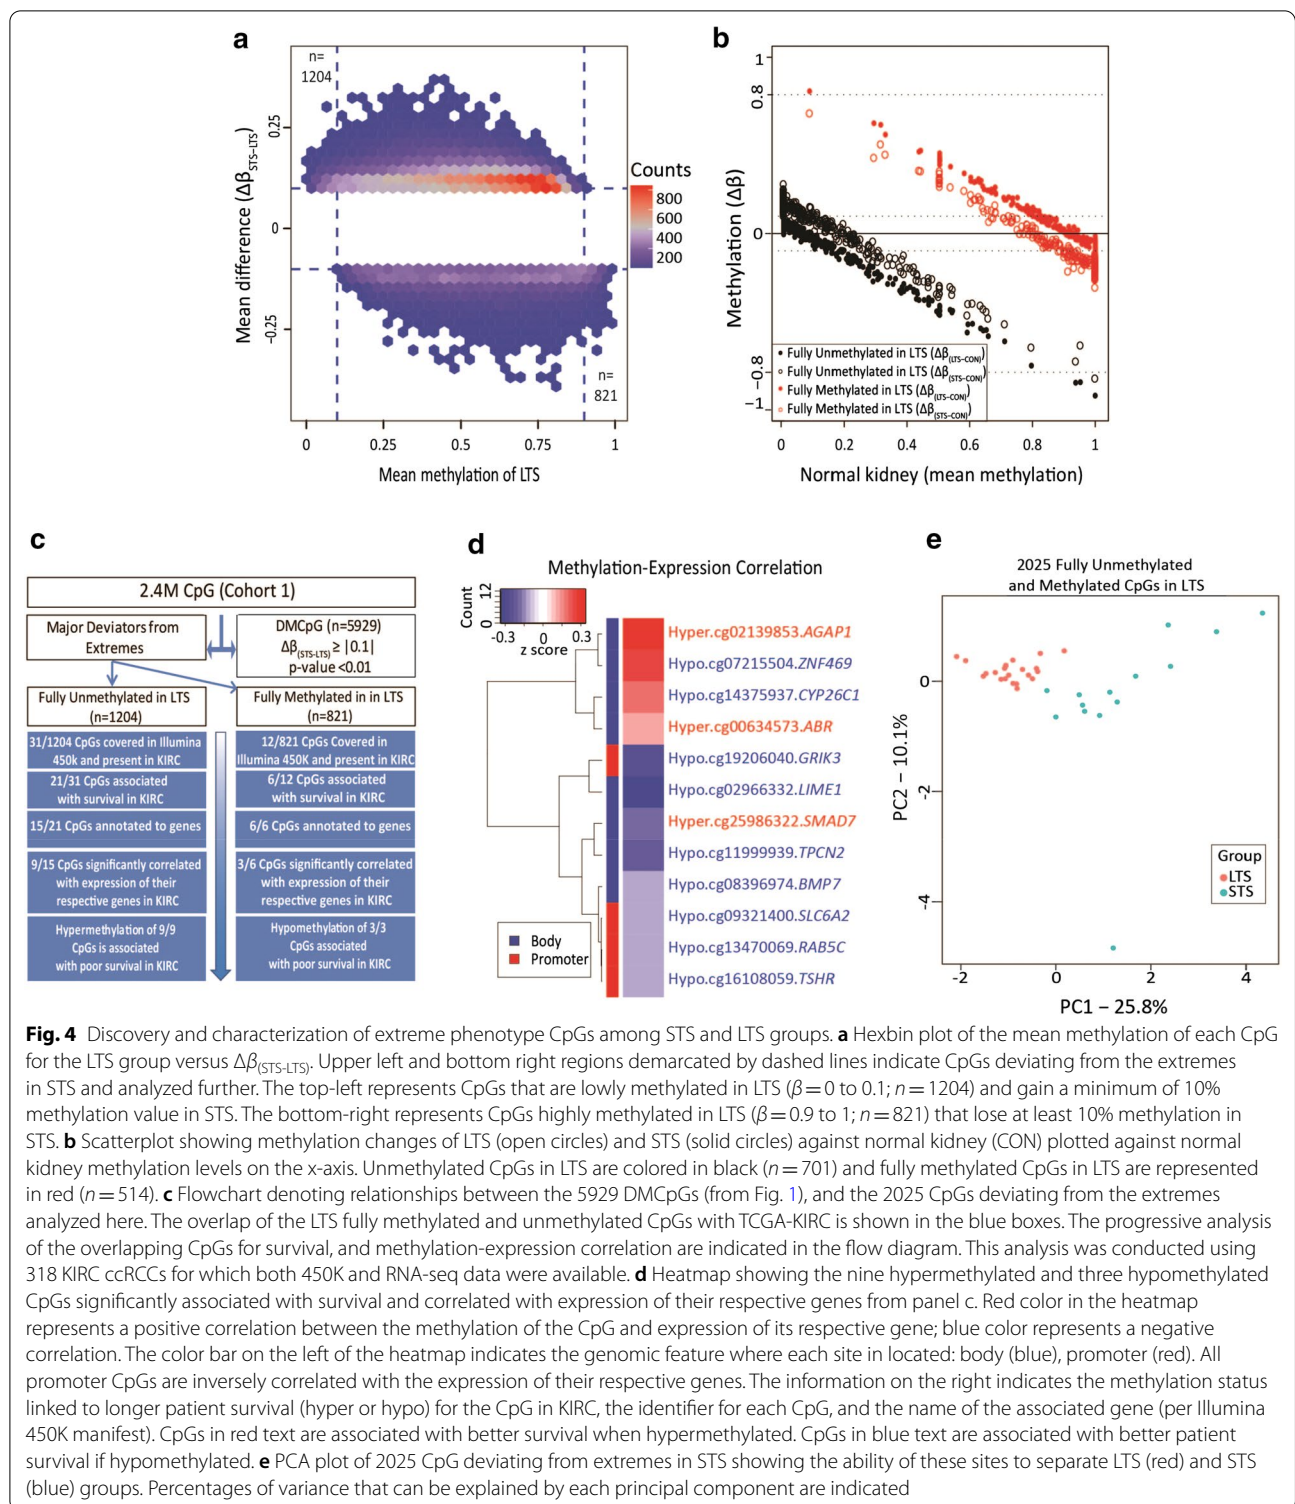 a
n=
1204
0.25
0
-0.25
Mean difference (ΔβSTS-LTS)
n=
821
0
0.25
0.5
0.75
1
Mean methylation of LTS
Counts
800
600
400
200
b
1
0.8
0
-0.8
-1
Methylation (Δβ)
Fully Unmethylated in LTS (Δβ(LTS-CON))
Fully Unmethylated in LTS (Δβ(STS-CON))
Fully Methylated in LTS (Δβ(LTS-CON))
Fully Methylated in LTS (Δβ(STS-CON))
0
0.2
0.4
0.6
0.8
1
Normal kidney (mean methylation)
c
2.4M CpG (Cohort 1)
Major Deviators from
Extremes
DMCpG (n=5929)
Δβ(STS-LTS) ≥ |0.1|
p-value <0.01
Fully Unmethylated in LTS
(n=1204)
Fully Methylated in in LTS
(n=821)
31/1204 CpGs covered in Illumina
450k and present in KIRC
12/821 CpGs Covered in
Illumina 450K and present in KIRC
21/31 CpGs associated
with survival in KIRC
6/12 CpGs associated
with survival in KIRC
15/21 CpGs annotated to genes
6/6 CpGs annotated to genes
9/15 CpGs significantly correlated
with expression of their
respective genes in KIRC
3/6 CpGs significantly correlated
with expression of their
respective genes in KIRC
Hypermethylation of 9/9
CpGs is associated
with poor survival in KIRC
Hypomethylation of 3/3
CpGs associated
with poor survival in KIRC
d
Methylation-Expression Correlation
Count
0
12
-0.3
0
0.3
z score
Hyper.cg02139853.AGAP1
Hypo.cg07215504.ZNF469
Hypo.cg14375937.CYP26C1
Hyper.cg00634573.ABR
Hypo.cg19206040.GRIK3
Hypo.cg02966332.LIME1
Hyper.cg25986322.SMAD7
Hypo.cg11999939.TPCN2
Hypo.cg08396974.BMP7
Hypo.cg09321400.SLC6A2
Hypo.cg13470069.RAB5C
Hypo.cg16108059.TSHR
Body
Promoter
e
2025 Fully Unmethylated
and Methylated CpGs in LTS
0
-2
-4
PC2 – 10.1%
Group
LTS
STS
-2
0
2
4
PC1 – 25.8%
Fig. 4 Discovery and characterization of extreme phenotype CpGs among STS and LTS groups. a Hexbin plot of the mean methylation of each CpG
for the LTS group versus Δβ(STS-LTS). Upper left and bottom right regions demarcated by dashed lines indicate CpGs deviating from the extremes
in STS and analyzed further. The top-left represents CpGs that are lowly methylated in LTS (β = 0 to 0.1; n = 1204) and gain a minimum of 10%
methylation value in STS. The bottom-right represents CpGs highly methylated in LTS (β = 0.9 to 1; n = 821) that lose at least 10% methylation in
STS. b Scatterplot showing methylation changes of LTS (open circles) and STS (solid circles) against normal kidney (CON) plotted against normal
kidney methylation levels on the x-axis. Unmethylated CpGs in LTS are colored in black (n = 701) and fully methylated CpGs in LTS are represented
in red (n = 514). c Flowchart denoting relationships between the 5929 DMCpGs (from Fig. 1), and the 2025 CpGs deviating from the extremes
analyzed here. The overlap of the LTS fully methylated and unmethylated CpGs with TCGA-KIRC is shown in the blue boxes. The progressive analysis
of the overlapping CpGs for survival, and methylation-expression correlation are indicated in the flow diagram. This analysis was conducted using
318 KIRC ccRCCs for which both 450K and RNA-seq data were available. d Heatmap showing the nine hypermethylated and three hypomethylated
CpGs significantly associated with survival and correlated with expression of their respective genes from panel c. Red color in the heatmap
represents a positive correlation between the methylation of the CpG and expression of its respective gene; blue color represents a negative
correlation. The color bar on the left of the heatmap indicates the genomic feature where each site in located: body (blue), promoter (red). All
promoter CpGs are inversely correlated with the expression of their respective genes. The information on the right indicates the methylation status
linked to longer patient survival (hyper or hypo) for the CpG in KIRC, the identifier for each CpG, and the name of the associated gene (per Illumina
450K manifest). CpGs in red text are associated with better survival when hypermethylated. CpGs in blue text are associated with better patient
survival if hypomethylated. e PCA plot of 2025 CpG deviating from extremes in STS showing the ability of these sites to separate LTS (red) and STS
(blue) groups. Percentages of variance that can be explained by each principal component are indicated